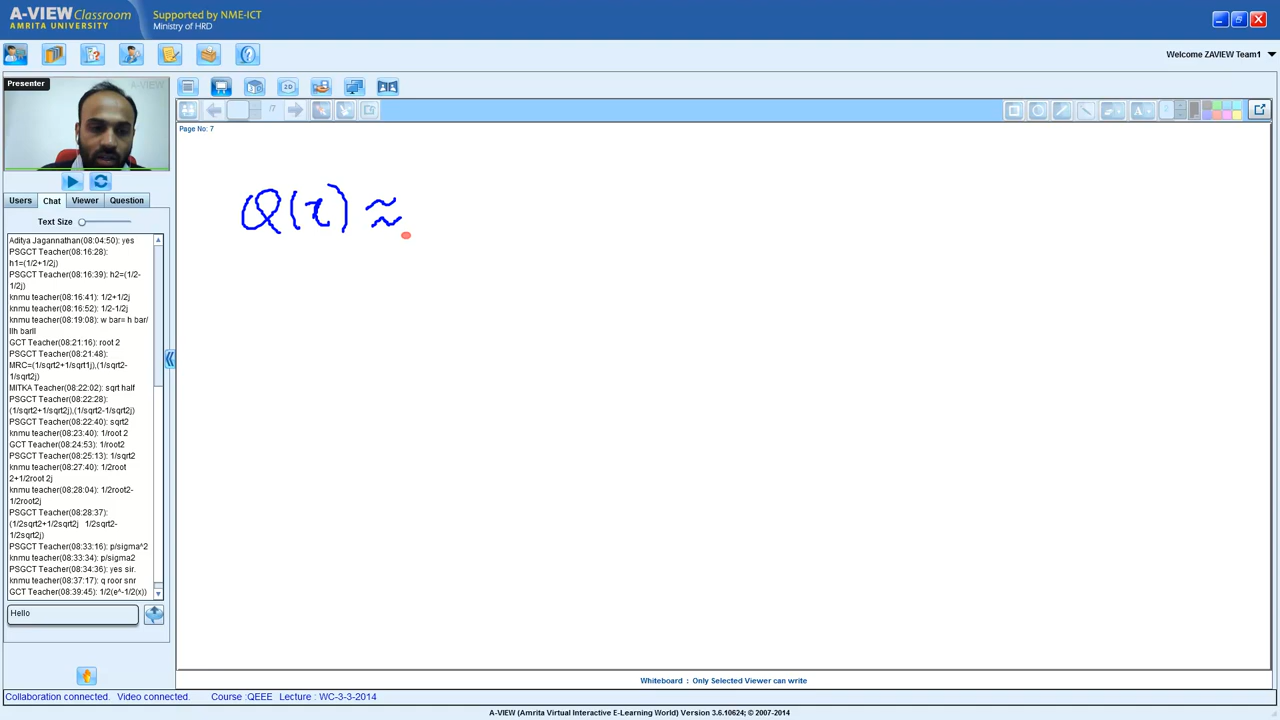 A-VIEW Classroom
AMRITA UNIVERSITY
Supported by NME-ICT
Ministry of HRD
Welcome ZAVIEW Team1
Presenter
A-VIEW
/7
A
2D
2
Page No: 7
Q(x) ≈
Users Chat Viewer Question
Text Size
Aditya Jagannathan(08:04:50): yes
PSGCT Teacher(08:16:28):
h1=(1/2+1/2j)
PSGCT Teacher(08:16:39): h2=(1/2-
1/2j)
knmu teacher(08:16:41): 1/2+1/2j
knmu teacher(08:16:52): 1/2-1/2j
knmu teacher(08:19:08): w bar= h bar/
llh barll
GCT Teacher(08:21:16): root 2
PSGCT Teacher(08:21:48):
MRC=(1/sqrt2+1/sqrt1j),(1/sqrt2-
1/sqrt2j)
MITKA Teacher(08:22:02): sqrt half
PSGCT Teacher(08:22:28):
(1/sqrt2+1/sqrt2j),(1/sqrt2-1/sqrt2j)
PSGCT Teacher(08:22:40): sqrt2
knmu teacher(08:23:40): 1/root 2
GCT Teacher(08:24:53): 1/root2
PSGCT Teacher(08:25:13): 1/sqrt2
knmu teacher(08:27:40): 1/2root
2+1/2root 2j
knmu teacher(08:28:04): 1/2root2-
1/2root2j
PSGCT Teacher(08:28:37):
(1/2sqrt2+1/2sqrt2j 1/2sqrt2-
1/2sqrt2j)
PSGCT Teacher(08:33:16): p/sigma^2
knmu teacher(08:33:34): p/sigma2
PSGCT Teacher(08:34:36): yes sir.
knmu teacher(08:37:17): q roor snr
GCT Teacher(08:39:45): 1/2(e^-1/2(x))
Hello
Whiteboard : Only Selected Viewer can write
Collaboration connected. Video connected. Course :QEEE Lecture : WC-3-3-2014
A-VIEW (Amrita Virtual Interactive E-Learning World) Version 3.6.10624; © 2007-2014